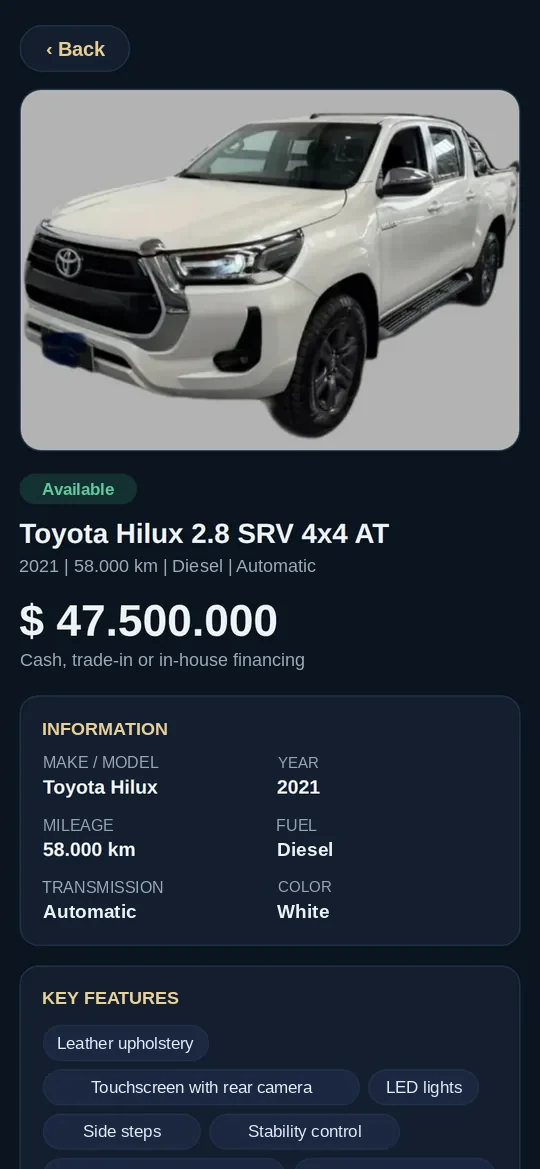 ‹ Back
Available
Toyota Hilux 2.8 SRV 4x4 AT
2021 | 58.000 km | Diesel | Automatic
$ 47.500.000
Cash, trade-in or in-house financing
INFORMATION
MAKE / MODEL YEAR
Toyota Hilux 2021
MILEAGE FUEL
58.000 km Diesel
TRANSMISSION COLOR
Automatic White
KEY FEATURES
Leather upholstery
Touchscreen with rear camera LED lights
Side steps Stability control